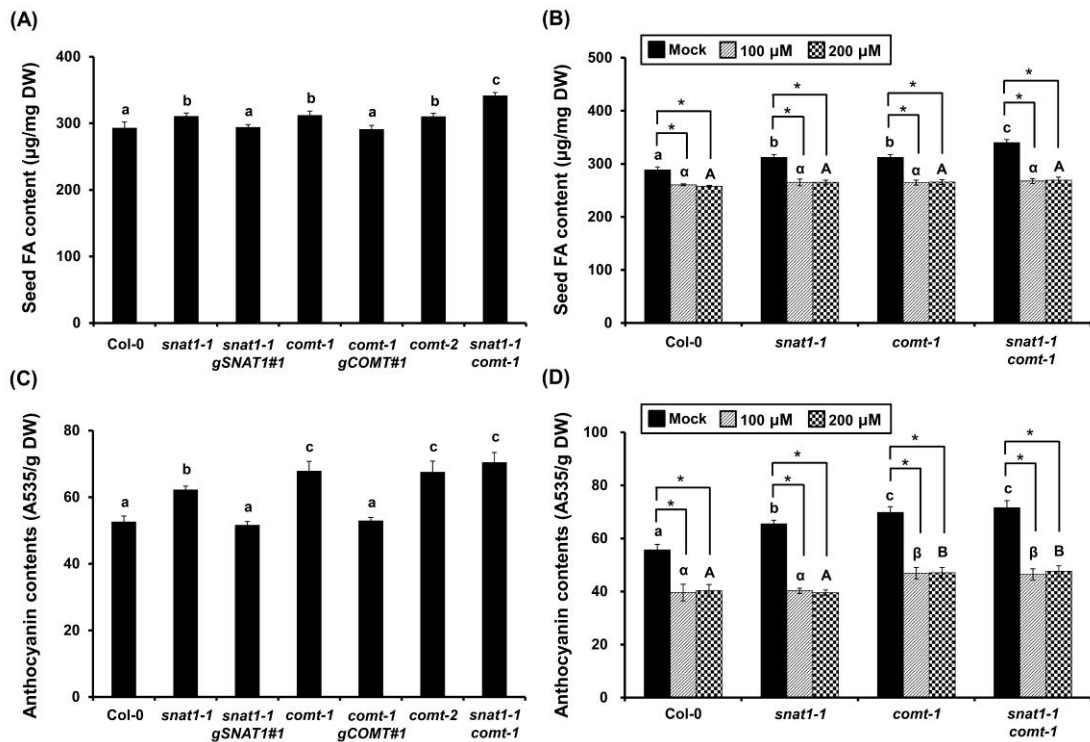 (A)
Seed FA content (µg/mg DW)
400
300
200
100
0
a
b
a
b
a
b
c
Col-0
snat1-1
snat1-1
gSNAT1#1
comt-1
comt-1
gCOMT#1
comt-2
snat1-1
comt-1
(B)
Mock
100 µM
200 µM
Seed FA content (µg/mg DW)
500
400
300
200
100
0
*
*
a
α
A
*
*
b
α
A
*
*
b
α
A
*
*
c
α
A
Col-0
snat1-1
comt-1
snat1-1
comt-1
(C)
Anthocyanin contents (A535/g DW)
80
60
40
20
0
a
b
a
c
a
c
c
Col-0
snat1-1
snat1-1
gSNAT1#1
comt-1
comt-1
gCOMT#1
comt-2
snat1-1
comt-1
(D)
Mock
100 µM
200 µM
Anthocyanin contents (A535/g DW)
100
80
60
40
20
0
*
*
a
α
A
*
*
b
α
A
*
*
c
β
B
*
*
c
β
B
Col-0
snat1-1
comt-1
snat1-1
comt-1